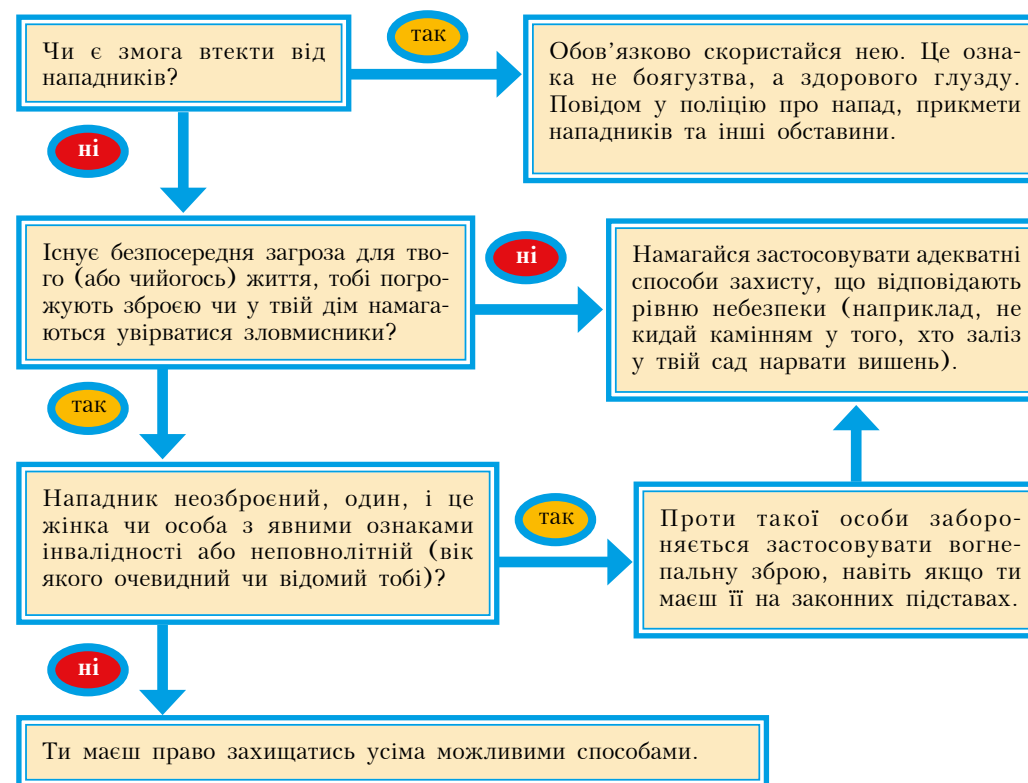 Чи є змога втекти від
нападників?
так
Обов’язково скористайся нею. Це озна-
ка не боягузтва, а здорового глузду.
Повідом у поліцію про напад, прикмети
нападників та інші обставини.
ні
Існує безпосередня загроза для тво-
го (або чийогось) життя, тобі погро-
жують зброєю чи у твій дім намага-
ються увірватися зловмисники?
ні
Намагайся застосовувати адекватні
способи захисту, що відповідають
рівню небезпеки (наприклад, не
кидай камінням у того, хто заліз
у твій сад нарвати вишень).
так
Нападник неозброєний, один, і це
жінка чи особа з явними ознаками
інвалідності або неповнолітній (вік
якого очевидний чи відомий тобі)?
так
Проти такої особи заборо-
няється застосовувати вогне-
пальну зброю, навіть якщо ти
маєш її на законних підставах.
ні
Ти маєш право захищатись усіма можливими способами.